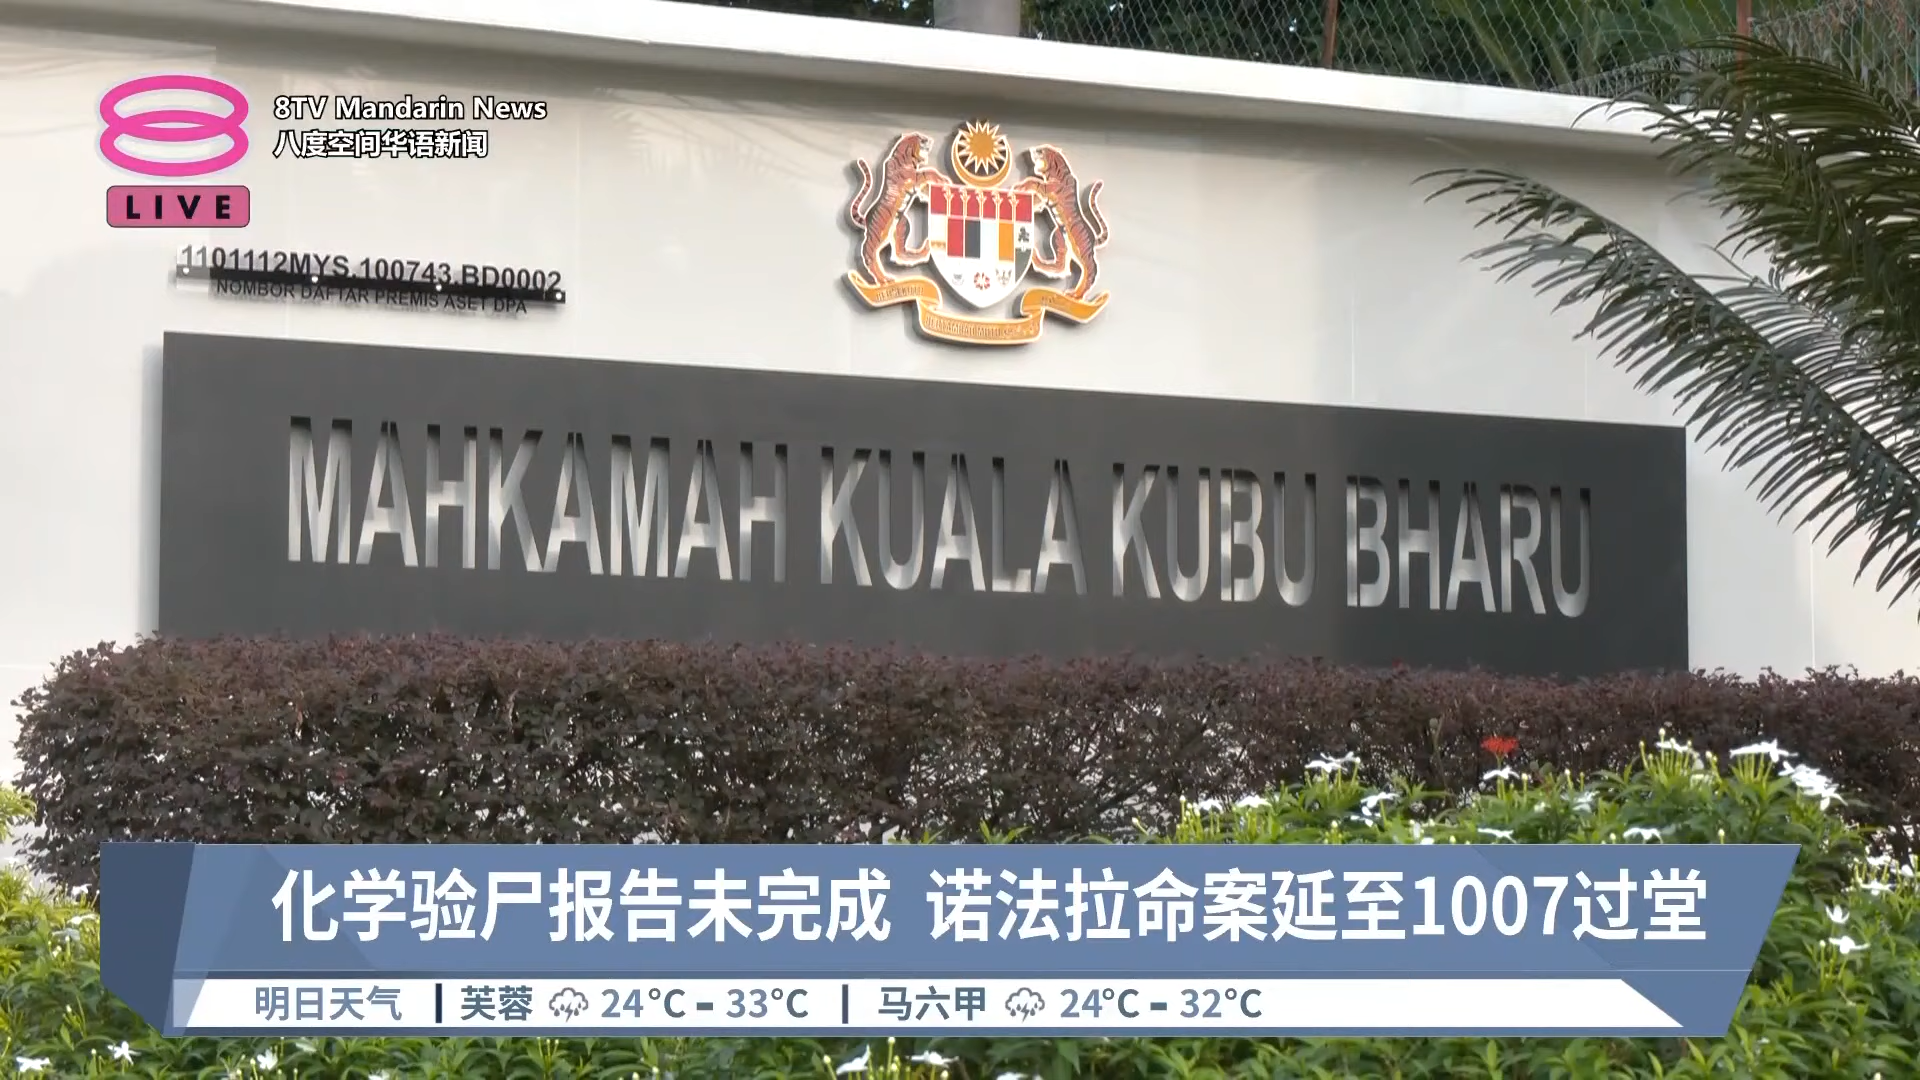 8TV Mandarin News
八度空间华语新闻
LIVE
1101112MYS.100743.BD0002
NOMBOR DAFTAR PREMIS ASET DPA
MAHKAMAH KUALA KUBU BHARU
化学验尸报告未完成 诺法拉命案延至1007过堂
明日天气 | 芙蓉 24°C - 33°C | 马六甲 24°C - 32°C